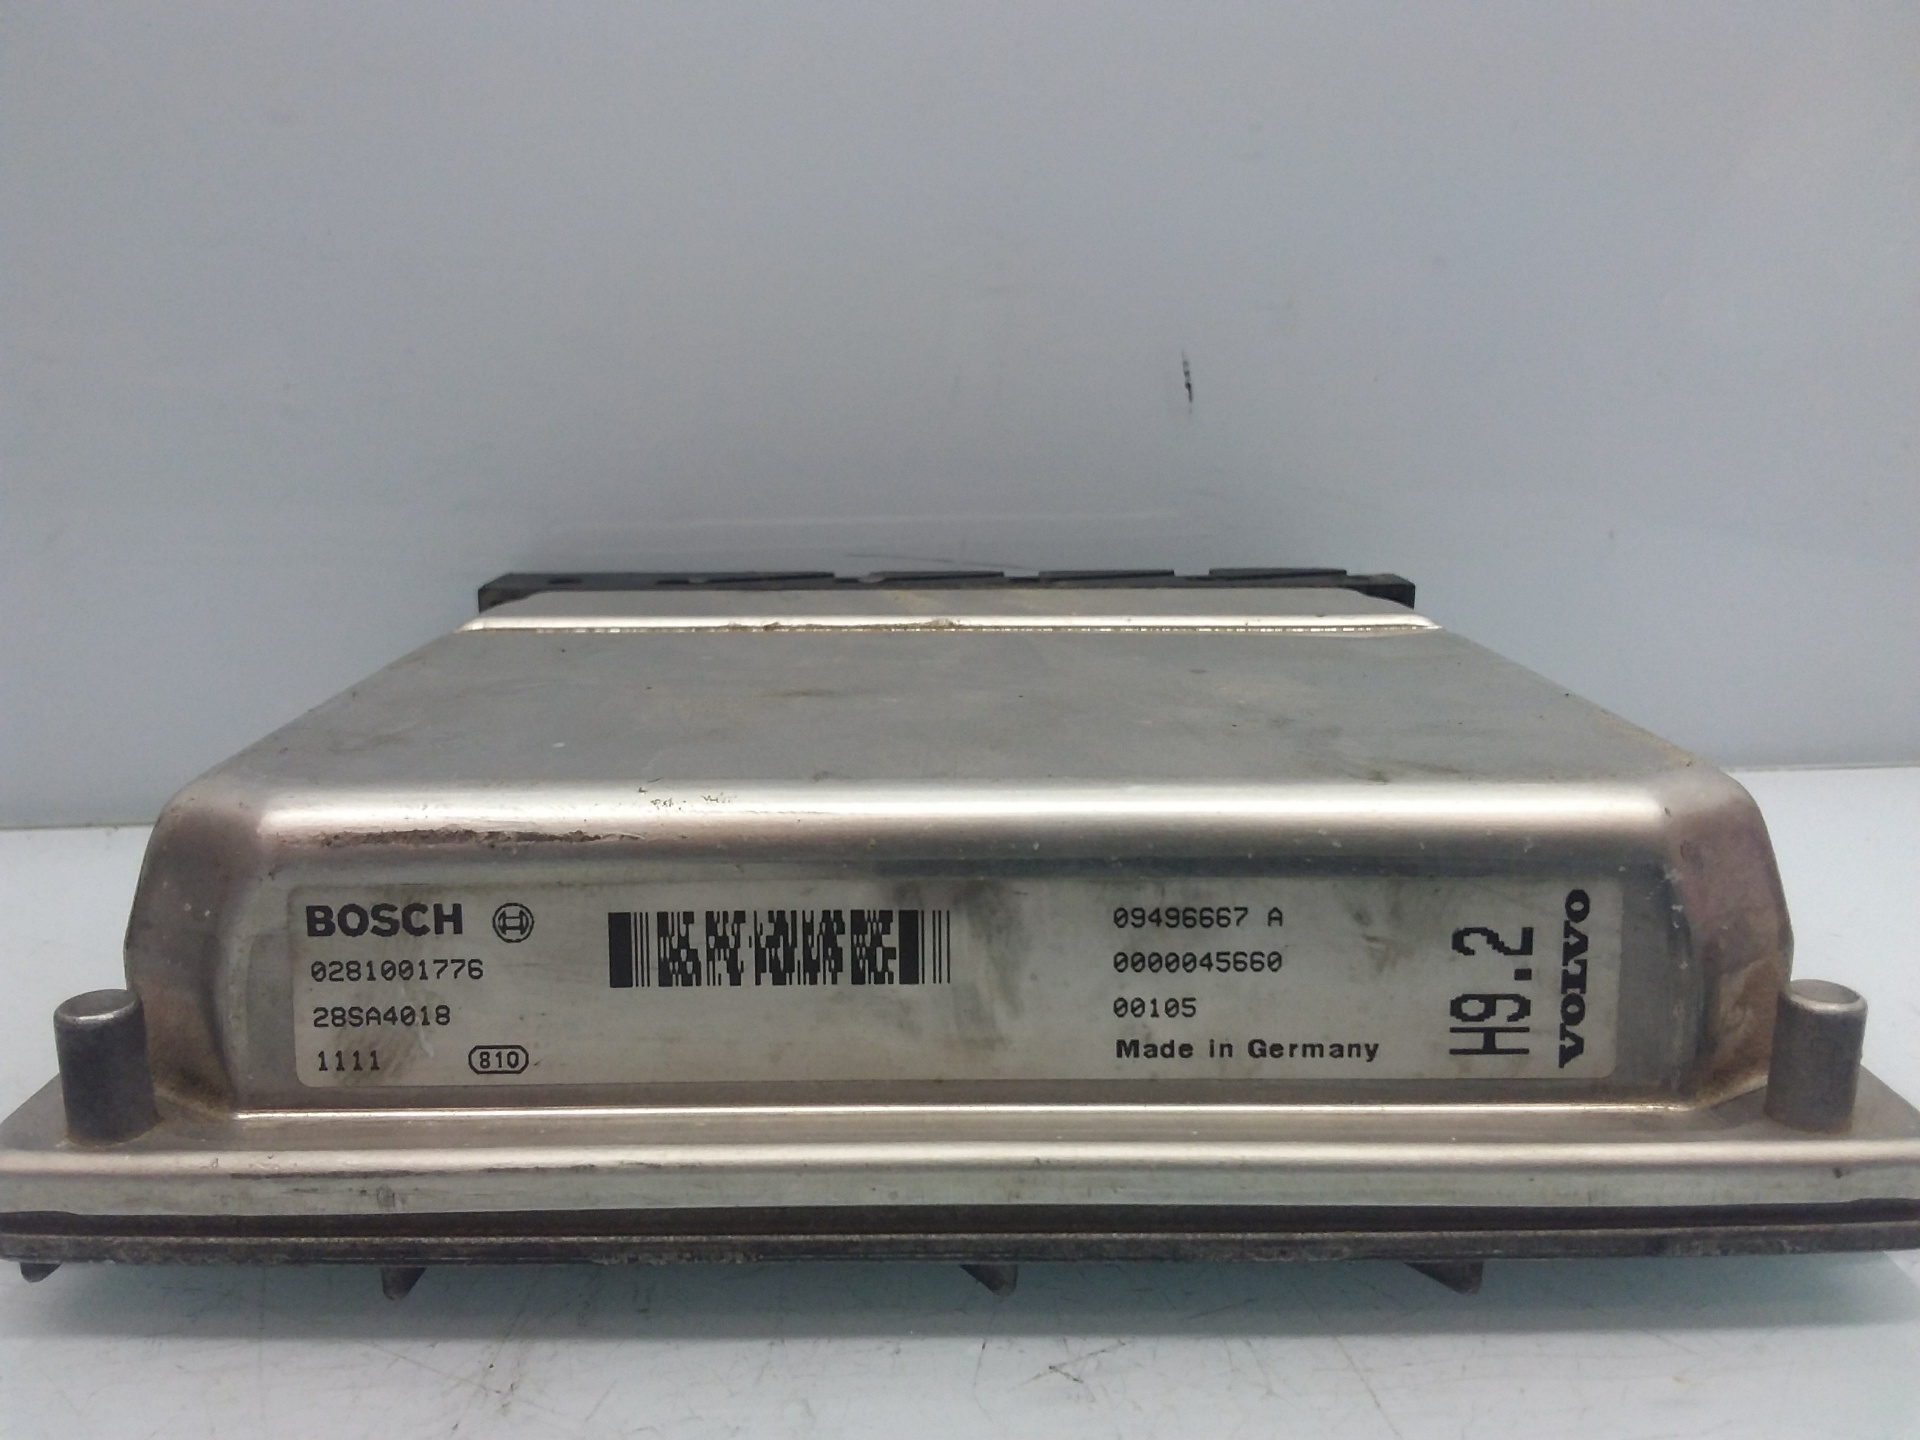 BOSCH
0281001776
28SA4018
1111 810
09496667 A
0000045660
00105
Made in Germany
H9.2
VOLVO